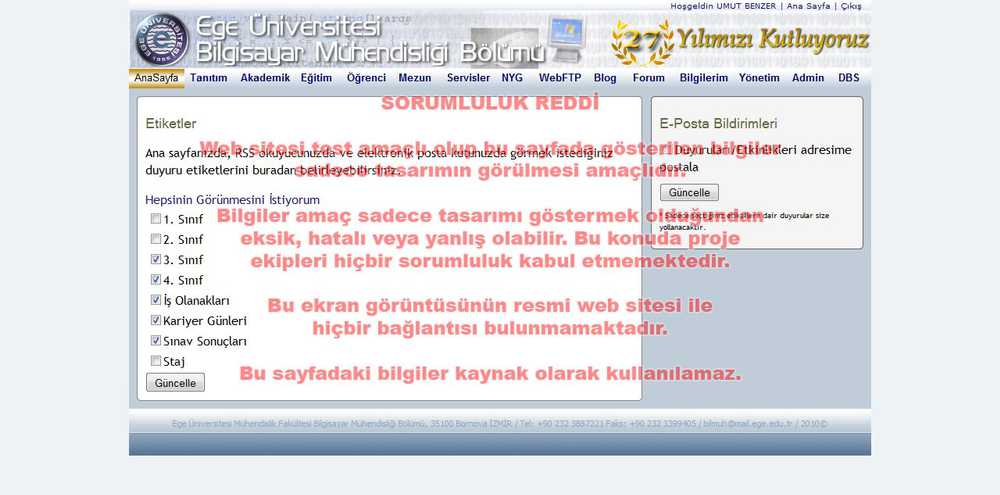 Hoşgeldin UMUT BENZER | Ana Sayfa | Çıkış
Ege Üniversitesi
Bilgisayar Mühendisliği Bölümü
27 Yılımızı Kutluyoruz
AnaSayfa Tanıtım Akademik Eğitim Öğrenci Mezun Servisler NYG WebFTP Blog Forum Bilgilerim Yönetim Admin DBS
SORUMLULUK REDDİ
Etiketler
Web sitesi test amaçlı olup bu sayfada gösterilen bilgiler
sadece tasarımın görülmesi amaçlıdır.
Ana sayfanızda, RSS okuyucunuzda ve elektronik posta kutunuzda görmek istediğiniz
duyuru etiketlerini buradan belirleyebilirsiniz.
Hepsinin Görünmesini İstiyorum
Bilgiler amaç sadece tasarımı göstermek olduğundan
eksik, hatalı veya yanlış olabilir. Bu konuda proje
ekipleri hiçbir sorumluluk kabul etmemektedir.
1. Sınıf
2. Sınıf
3. Sınıf
4. Sınıf
İş Olanakları
Kariyer Günleri
Sınav Sonuçları
Staj
Güncelle
Bu ekran görüntüsünün resmi web sitesi ile
hiçbir bağlantısı bulunmamaktadır.
Bu sayfadaki bilgiler kaynak olarak kullanılamaz.
E-Posta Bildirimleri
Duyuruları/Etkinlikleri adresime
postala
Güncelle
* Sadece seçtiğiniz etiketlerin dair duyurular size
yollanacaktır.
Ege Üniversitesi Mühendislik Fakültesi Bilgisayar Mühendisliği Bölümü, 35100 Bornova İZMİR / Tel: +90 232 3887221 Faks: +90 232 3399405 / bilmuh@mail.ege.edu.tr / 2010©